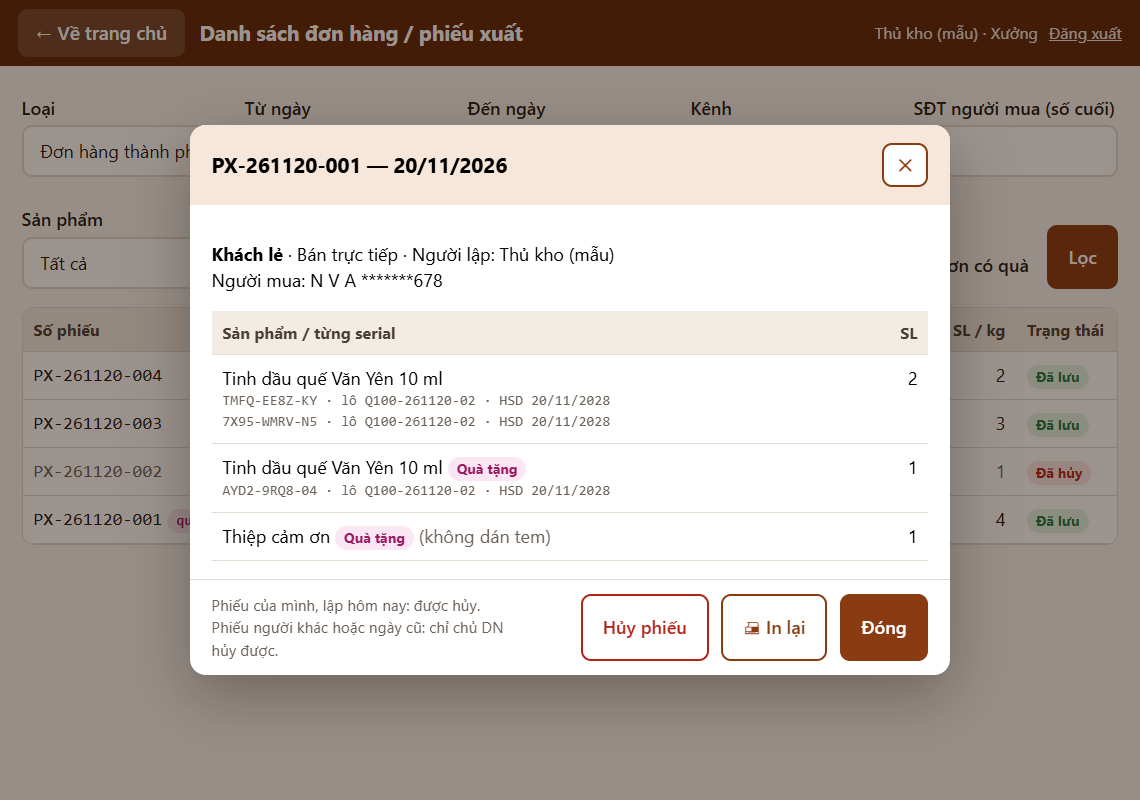 ← Về trang chủ
Danh sách đơn hàng / phiếu xuất
Thủ kho (mẫu) · Xưởng Đăng xuất
Loại
Từ ngày
Đến ngày
Kênh
SĐT người mua (số cuối)
Đơn hàng thành
Sản phẩm
Tất cả
có quà
Lọc
Số phiếu
SL / kg
Trạng thái
PX-261120-004
2
Đã lưu
PX-261120-003
3
Đã lưu
PX-261120-002
1
Đã hủy
PX-261120-001
4
Đã lưu
PX-261120-001 — 20/11/2026
×
Khách lẻ · Bán trực tiếp · Người lập: Thủ kho (mẫu)
Người mua: N V A *******678
Sản phẩm / từng serial
SL
Tinh dầu quế Văn Yên 10 ml
2
TMFQ-EE8Z-KY · lô Q100-261120-02 · HSD 20/11/2028
7X95-WMRV-N5 · lô Q100-261120-02 · HSD 20/11/2028
Tinh dầu quế Văn Yên 10 ml Quà tặng
1
AYD2-9RQ8-04 · lô Q100-261120-02 · HSD 20/11/2028
Thiệp cảm ơn Quà tặng (không dán tem)
1
Phiếu của mình, lập hôm nay: được hủy.
Phiếu người khác hoặc ngày cũ: chỉ chủ DN
hủy được.
Hủy phiếu
In lại
Đóng